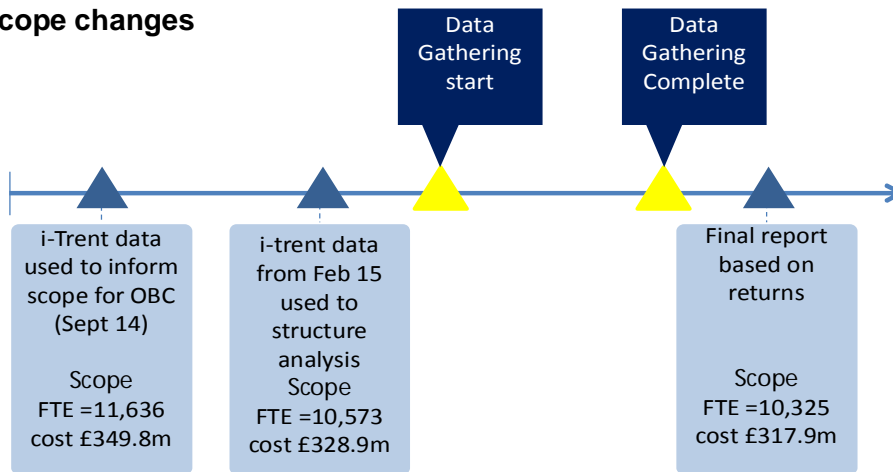 cope changes
Data
Gathering
start
Data
Gathering
Complete
i-Trent data
used to inform
scope for OBC
(Sept 14)
Scope
FTE =11,636
cost £349.8m
i-trent data
from Feb 15
used to
structure
analysis
Scope
FTE =10,573
cost £328.9m
Final report
based on
returns
Scope
FTE =10,325
cost £317.9m